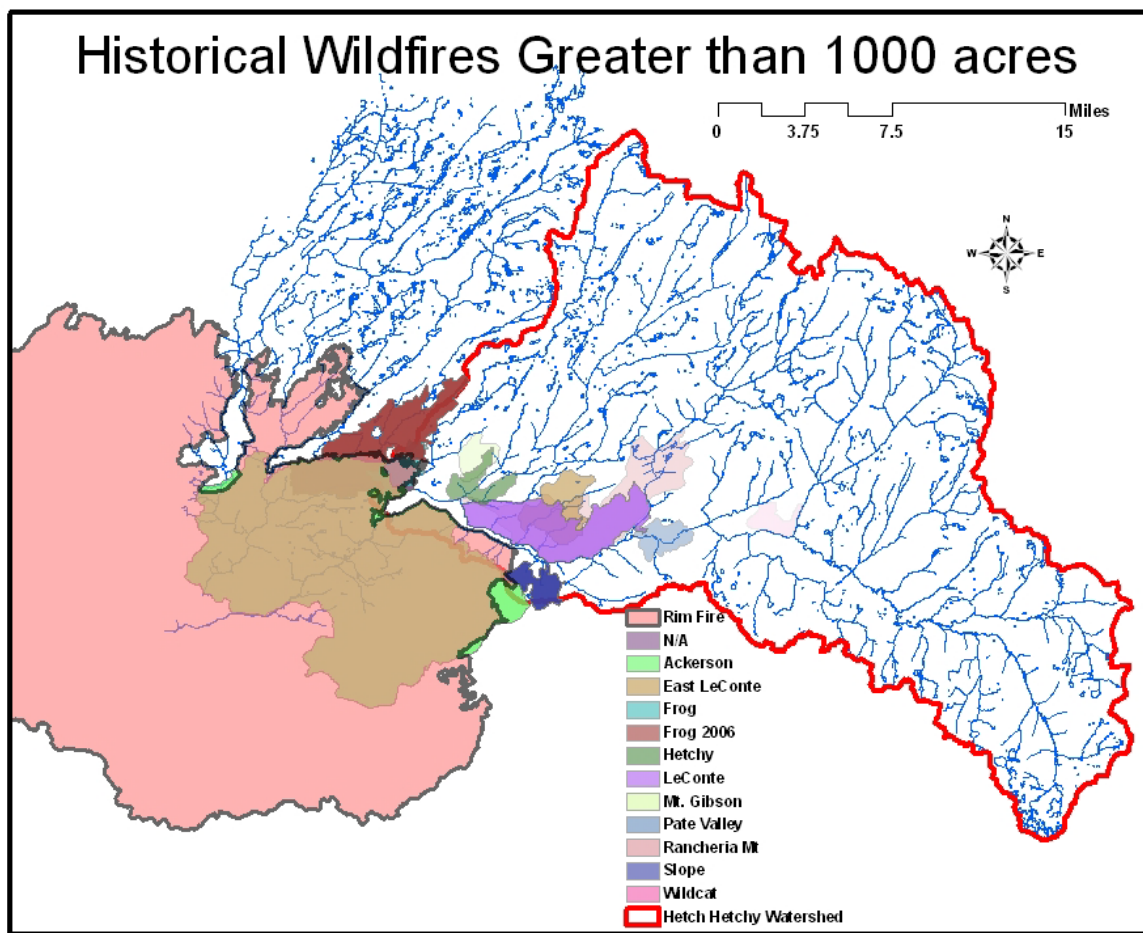 Historical Wildfires Greater than 1000 acres
Miles
0 3.75 7.5 15
N
W E
S
Rim Fire
N/A
Ackerson
East LeConte
Frog
Frog 2006
Hetchy
LeConte
Mt. Gibson
Pate Valley
Rancheria Mt
Slope
Wildcat
Hetch Hetchy Watershed